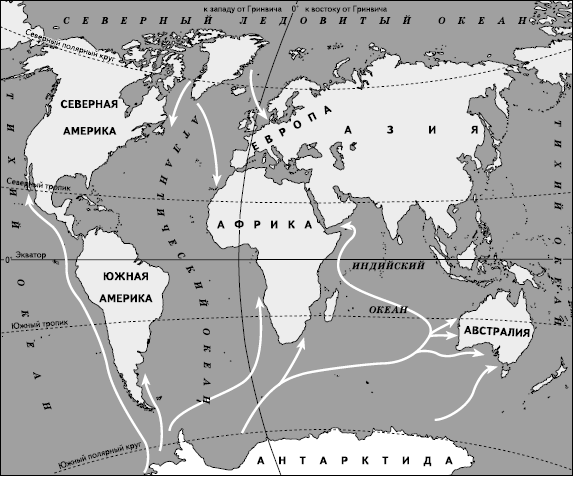 к западу от Гринвича 0° к востоку от Гринвича
СЕВЕРНЫЙ ЛЕДОВИТЫЙ ОКЕАН
Северный полярный круг
СЕВЕРНАЯ
АМЕРИКА
ЕВРОПА
АЗИЯ
ТИХИЙ ОКЕАН
АТЛАНТИЧЕСКИЙ ОКЕАН
ТИХИЙ ОКЕАН
Северный тропик
АФРИКА
Экватор
0°
0°
ИНДИЙСКИЙ
ОКЕАН
ЮЖНАЯ
АМЕРИКА
Южный тропик
АВСТРАЛИЯ
Южный полярный круг
АНТАРКТИДА